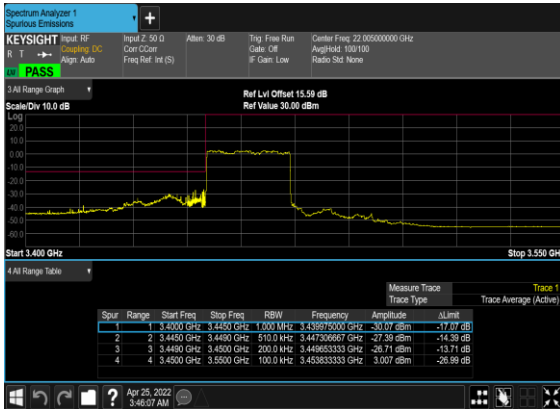 Spectrum Analyzer 1
Spurious Emissions
+
KEYSIGHT
R T
LXI PASS
Input: RF
Coupling: DC
Align: Auto
Input Z: 50 Ω
Corr CCorr
Freq Ref: Int (S)
Atten: 30 dB
Trig: Free Run
Gate: Off
IF Gain: Low
Center Freq: 22.005000000 GHz
Avg|Hold: 100/100
Radio Std: None
3 All Range Graph
Scale/Div 10.0 dB
Ref Lvl Offset 15.59 dB
Ref Value 30.00 dBm
Log
20.0
10.0
0.00
-10.0
-20.0
-30.0
-40.0
-50.0
-60.0
Start 3.400 GHz
Stop 3.550 GH
4 All Range Table
Measure Trace Trace 1
Trace Type Trace Average (Active)
Spur Range Start Freq Stop Freq RBW Frequency Amplitude ΔLimit
1 1 3.4000 GHz 3.4450 GHz 1.000 MHz 3.439975000 GHz -30.07 dBm -17.07 dB
2 2 3.4450 GHz 3.4490 GHz 510.0 kHz 3.447306667 GHz -27.39 dBm -14.39 dB
3 3 3.4490 GHz 3.4500 GHz 200.0 kHz 3.449653333 GHz -26.71 dBm -13.71 dB
4 4 3.4500 GHz 3.5500 GHz 100.0 kHz 3.453833333 GHz 3.007 dBm -26.99 dB
?
Apr 25, 2022
3:46:07 AM